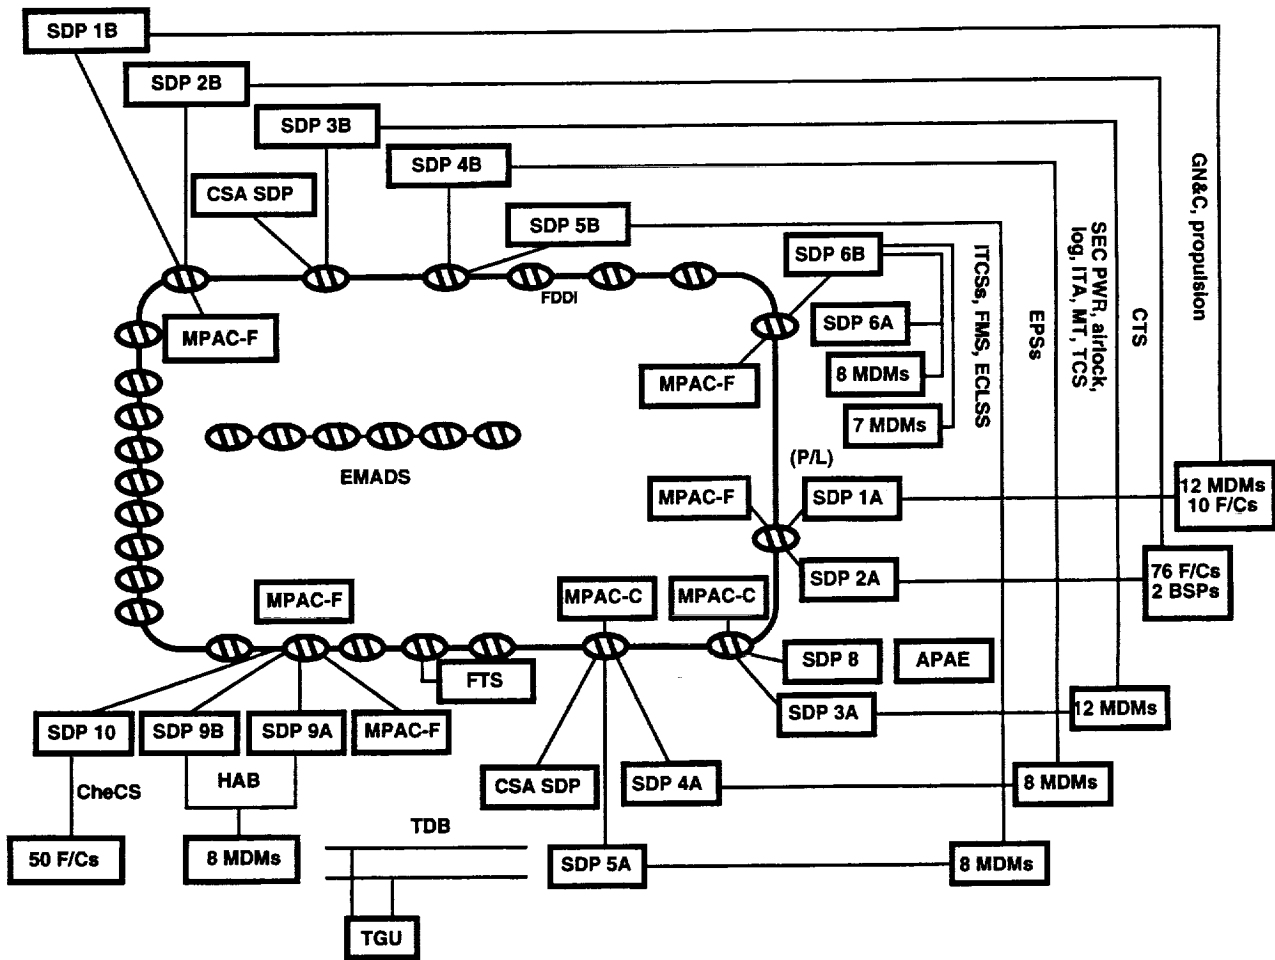 SDP 1B
SDP 2B
SDP 3B
SDP 4B
CSA SDP
SDP 5B
SDP 6B
FDDI
MPAC-F
SDP 6A
MPAC-F
8 MDMs
7 MDMs
ITCSs, FMS, ECLSS
EPSs
SEC PWR, airlock,
log, ITA, MT, TCS
CTS
GN&C, propulsion
EMADS
(P/L)
MPAC-F
SDP 1A
12 MDMs
10 F/Cs
SDP 2A
76 F/Cs
2 BSPs
MPAC-F
MPAC-C
MPAC-C
SDP 8
APAE
FTS
SDP 3A
12 MDMs
SDP 10
SDP 9B
SDP 9A
MPAC-F
CheCS
HAB
CSA SDP
SDP 4A
8 MDMs
TDB
50 F/Cs
8 MDMs
SDP 5A
8 MDMs
TGU